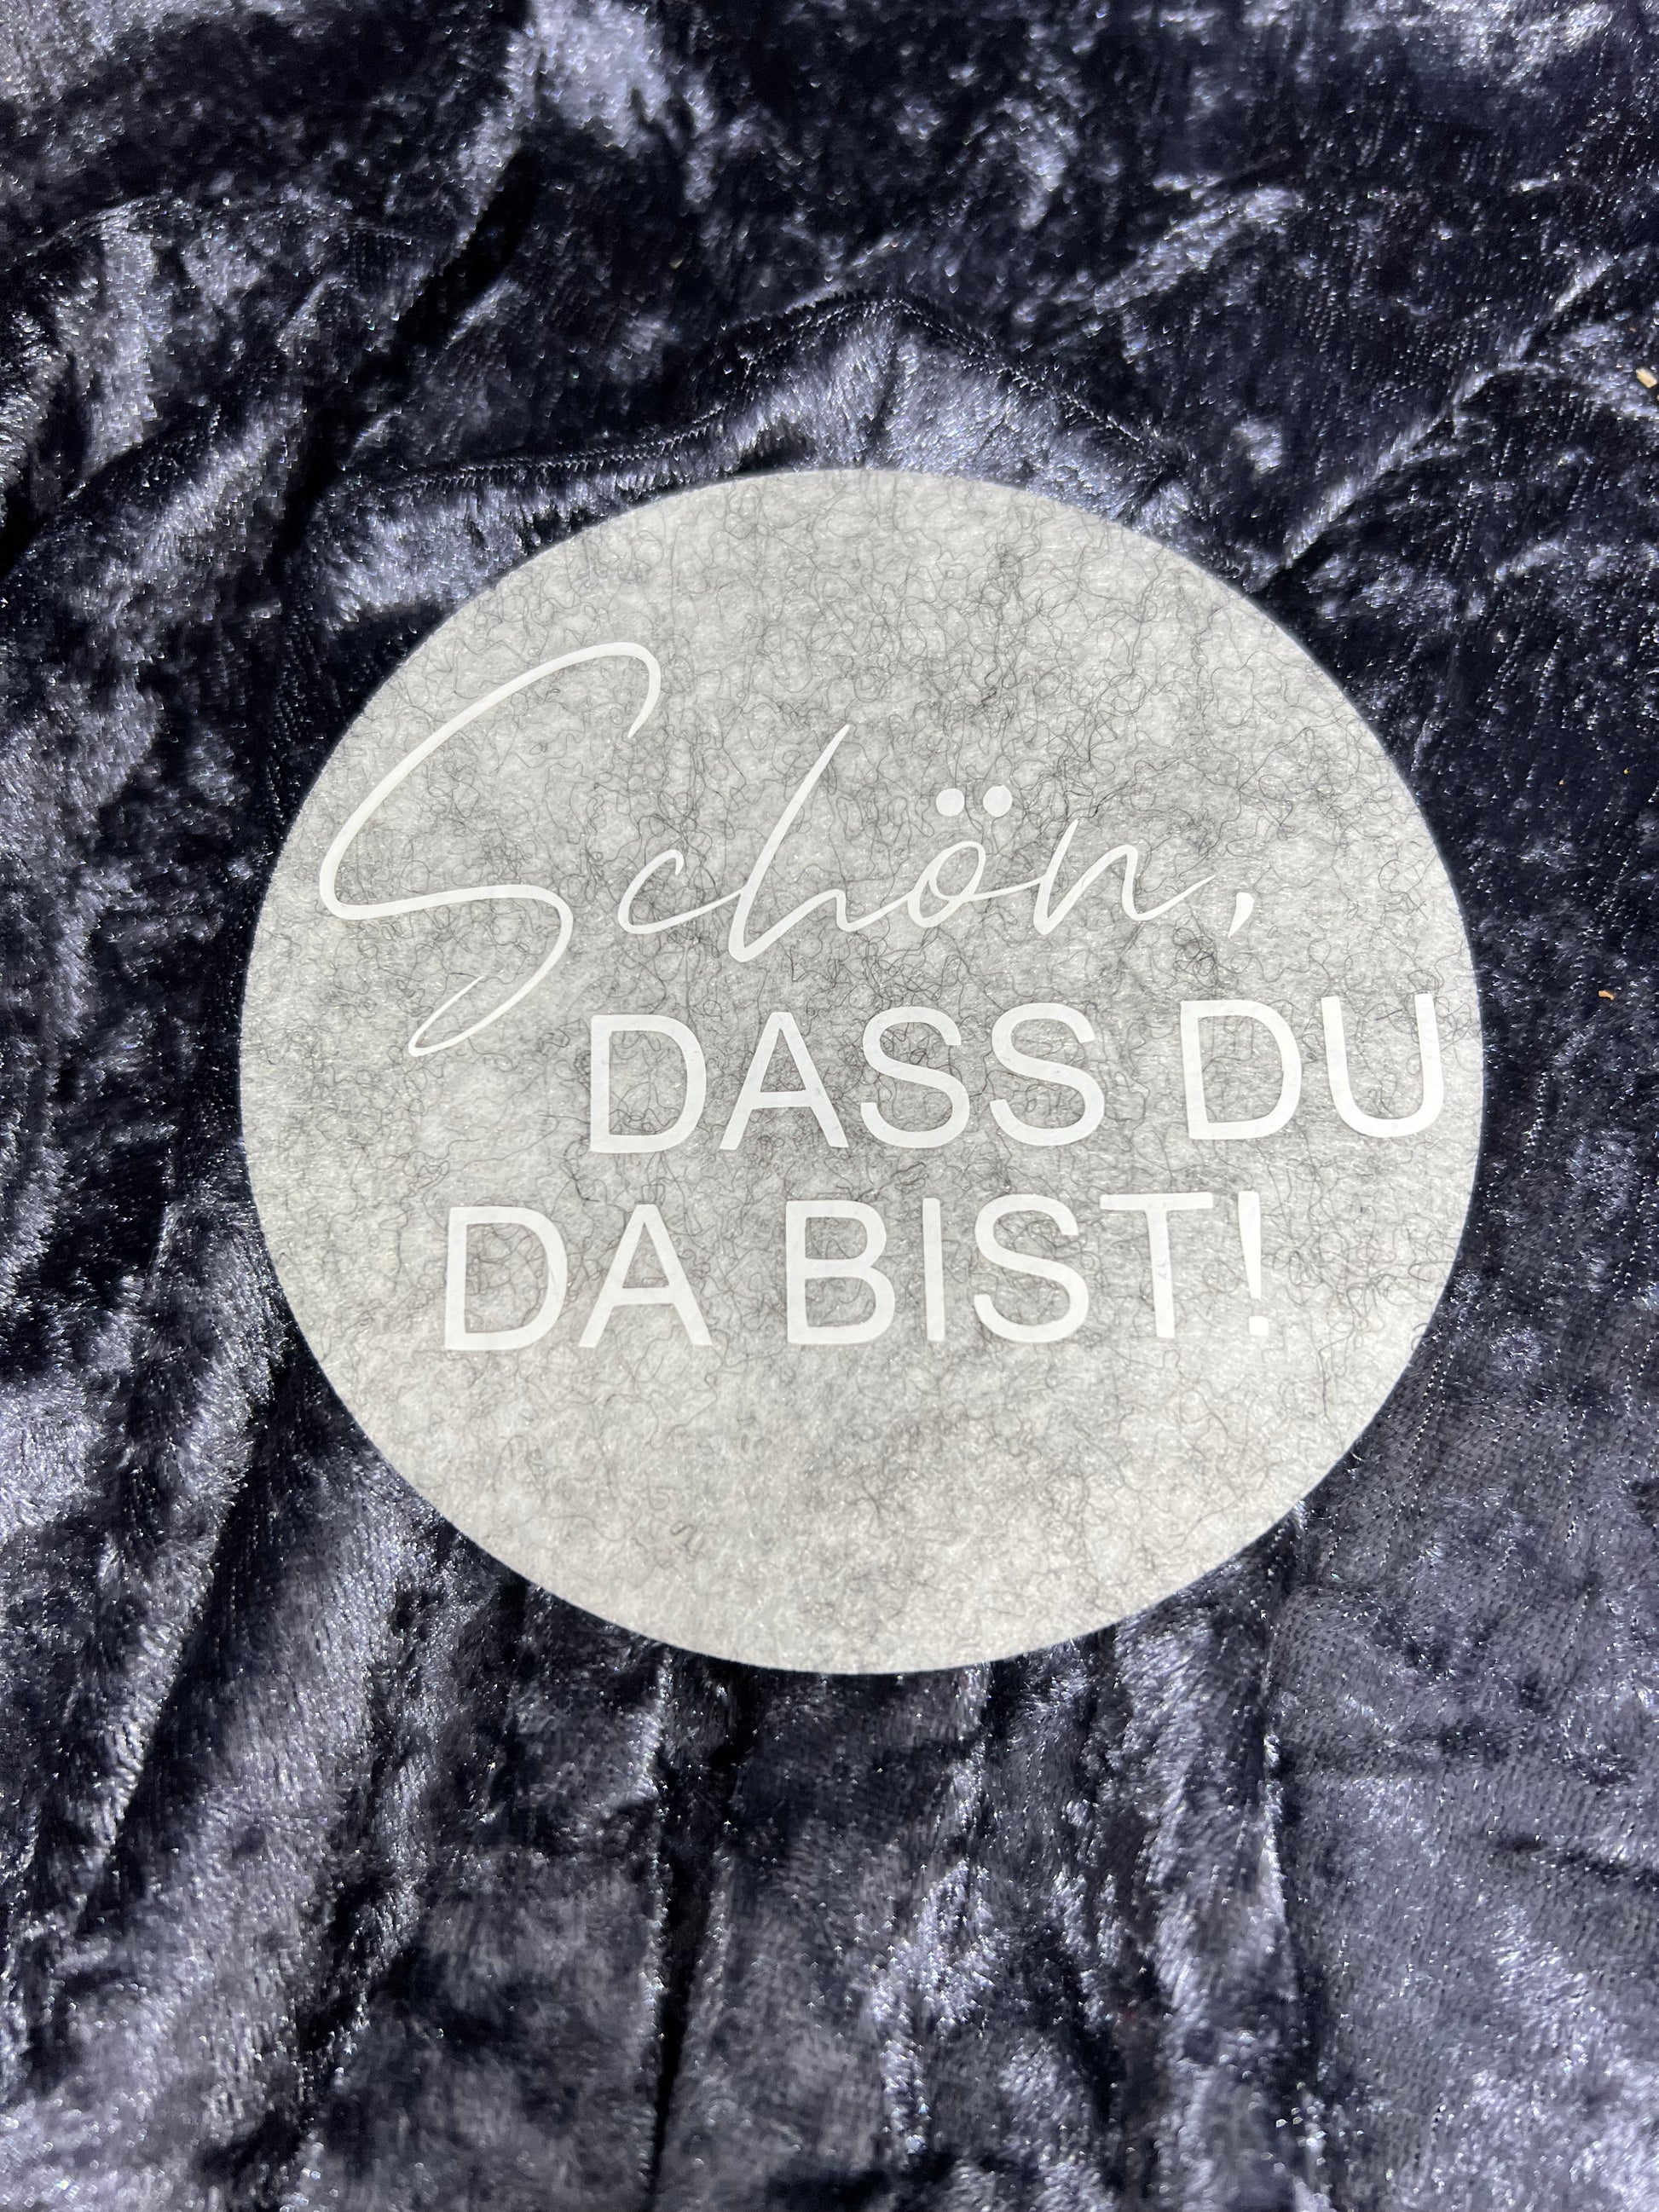 Schön,
DASS DU
DA BIST!